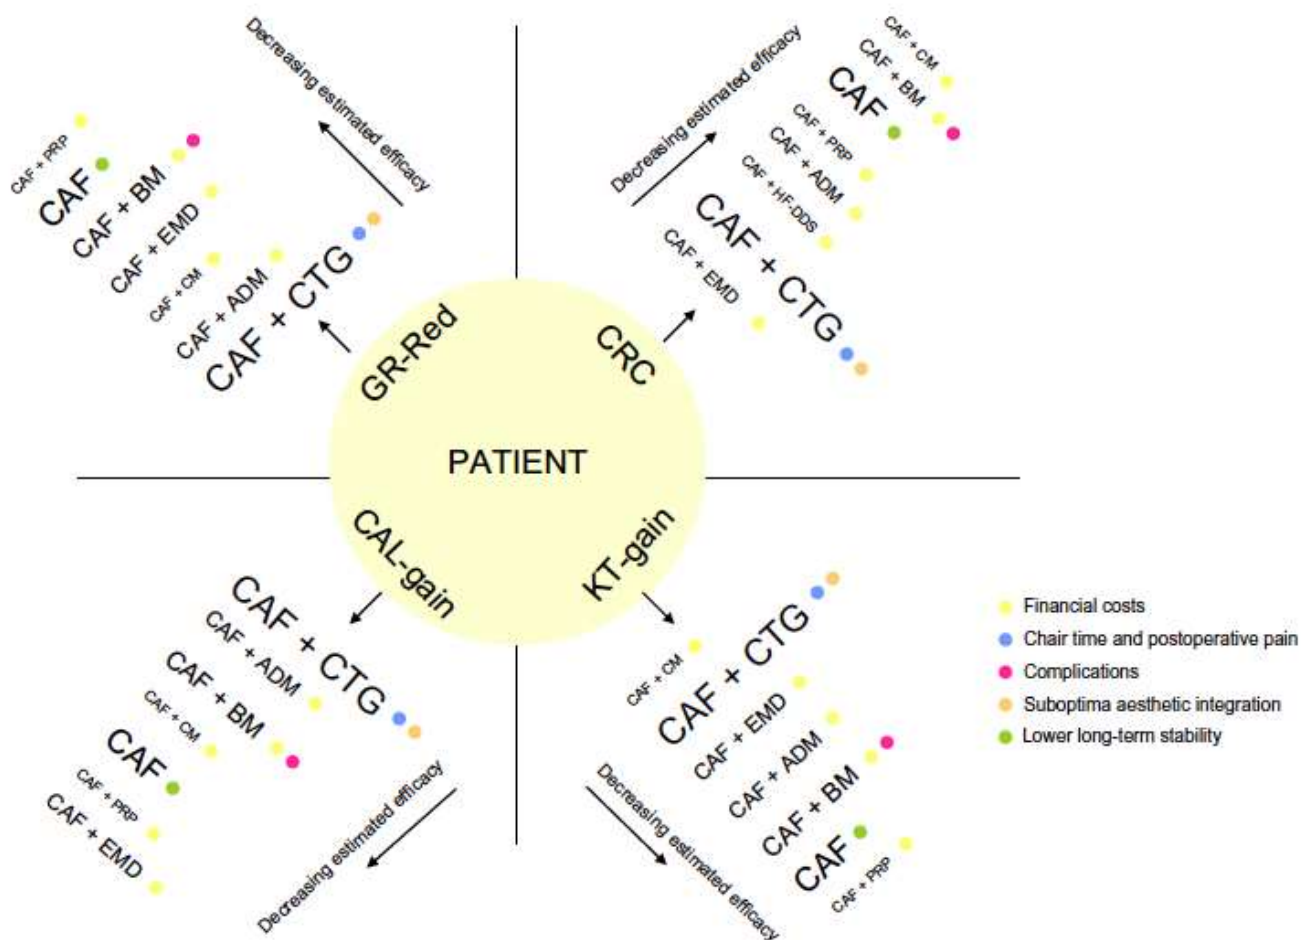 Decreasing estimated efficacy
CAF + PRP
CAF
CAF + BM
CAF + EMD
CAF + CM
CAF + ADM
CAF + CTG
GR-Red
Decreasing estimated efficacy
CAF + CM
CAF + BM
CAF
CAF + PRP
CAF + ADM
CAF + HF-DDS
CAF + CTG
CAF + EMD
CRC
PATIENT
CAL-gain
CAF + CTG
CAF + ADM
CAF + BM
CAF + CM
CAF
CAF + PRP
CAF + EMD
Decreasing estimated efficacy
KT-gain
CAF + CM
CAF + CTG
CAF + EMD
CAF + ADM
CAF + BM
CAF
CAF + PRP
Decreasing estimated efficacy
Financial costs
Chair time and postoperative pain
Complications
Suboptima aesthetic integration
Lower long-term stability